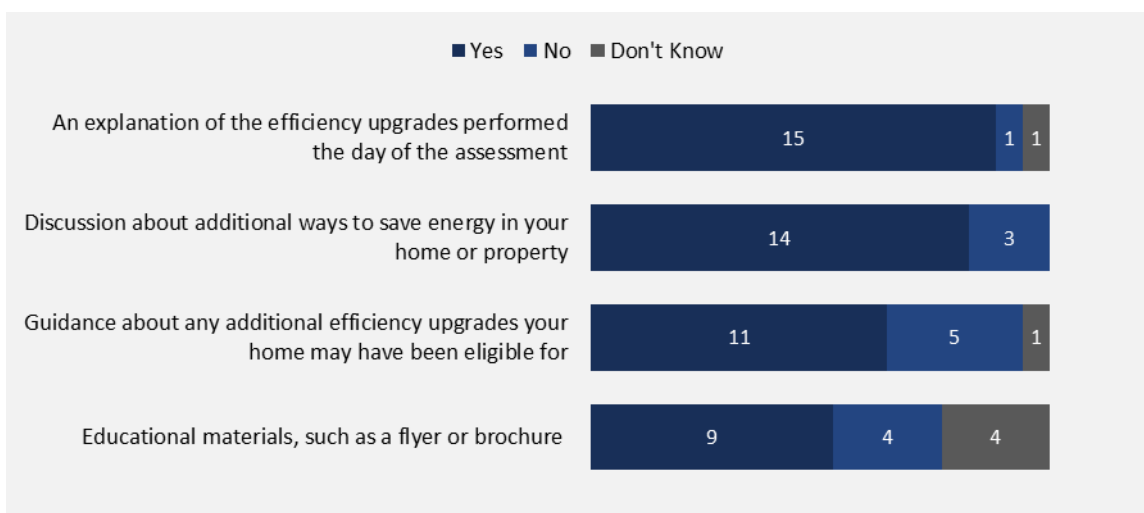 Yes No Don't Know
An explanation of the efficiency upgrades performed
the day of the assessment
15 1 1
Discussion about additional ways to save energy in your
home or property
14 3
Guidance about any additional efficiency upgrades your
home may have been eligible for
11 5 1
Educational materials, such as a flyer or brochure
9 4 4